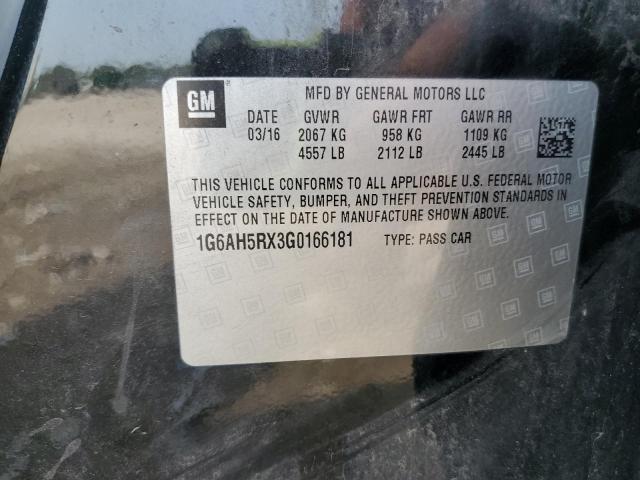 GM
MFD BY GENERAL MOTORS LLC
DATE GVWR GAWR FRT GAWR RR
03/16 2067 KG 958 KG 1109 KG
4557 LB 2112 LB 2445 LB
THIS VEHICLE CONFORMS TO ALL APPLICABLE U.S. FEDERAL MOTOR
VEHICLE SAFETY, BUMPER, AND THEFT PREVENTION STANDARDS IN
EFFECT ON THE DATE OF MANUFACTURE SHOWN ABOVE.
1G6AH5RX3G0166181 TYPE: PASS CAR